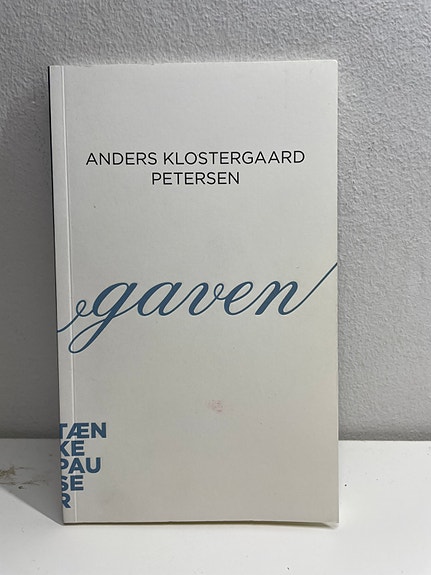 ANDERS KLOSTERGAARD
PETERSEN
gaven
TÆN
KE
PAU
SE
R